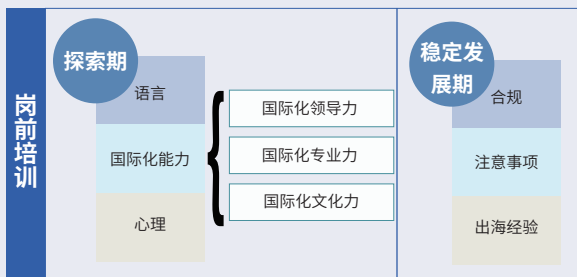 岗前培训
探索期
语言
国际化能力
心理
国际化领导力
国际化专业力
国际化文化力
稳定发
展期
合规
注意事项
出海经验